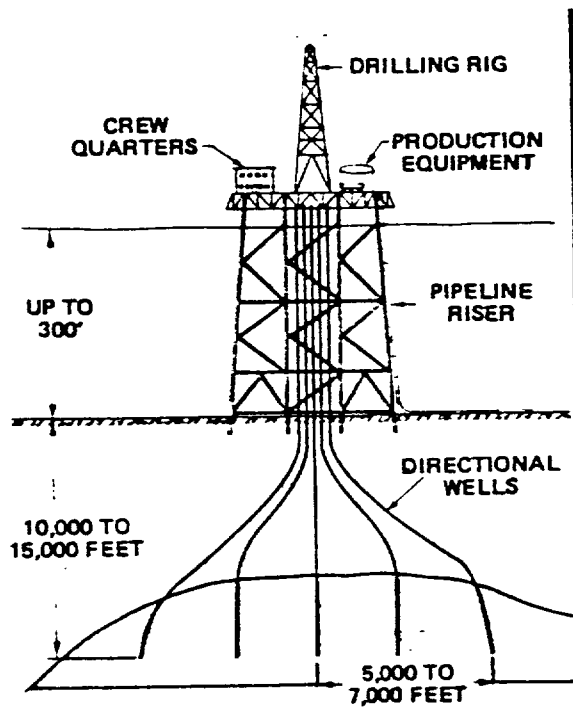 DRILLING RIG
CREW
QUARTERS
PRODUCTION
EQUIPMENT
UP TO
300'
PIPELINE
RISER
DIRECTIONAL
WELLS
10,000 TO
15,000 FEET
5,000 TO
7,000 FEET